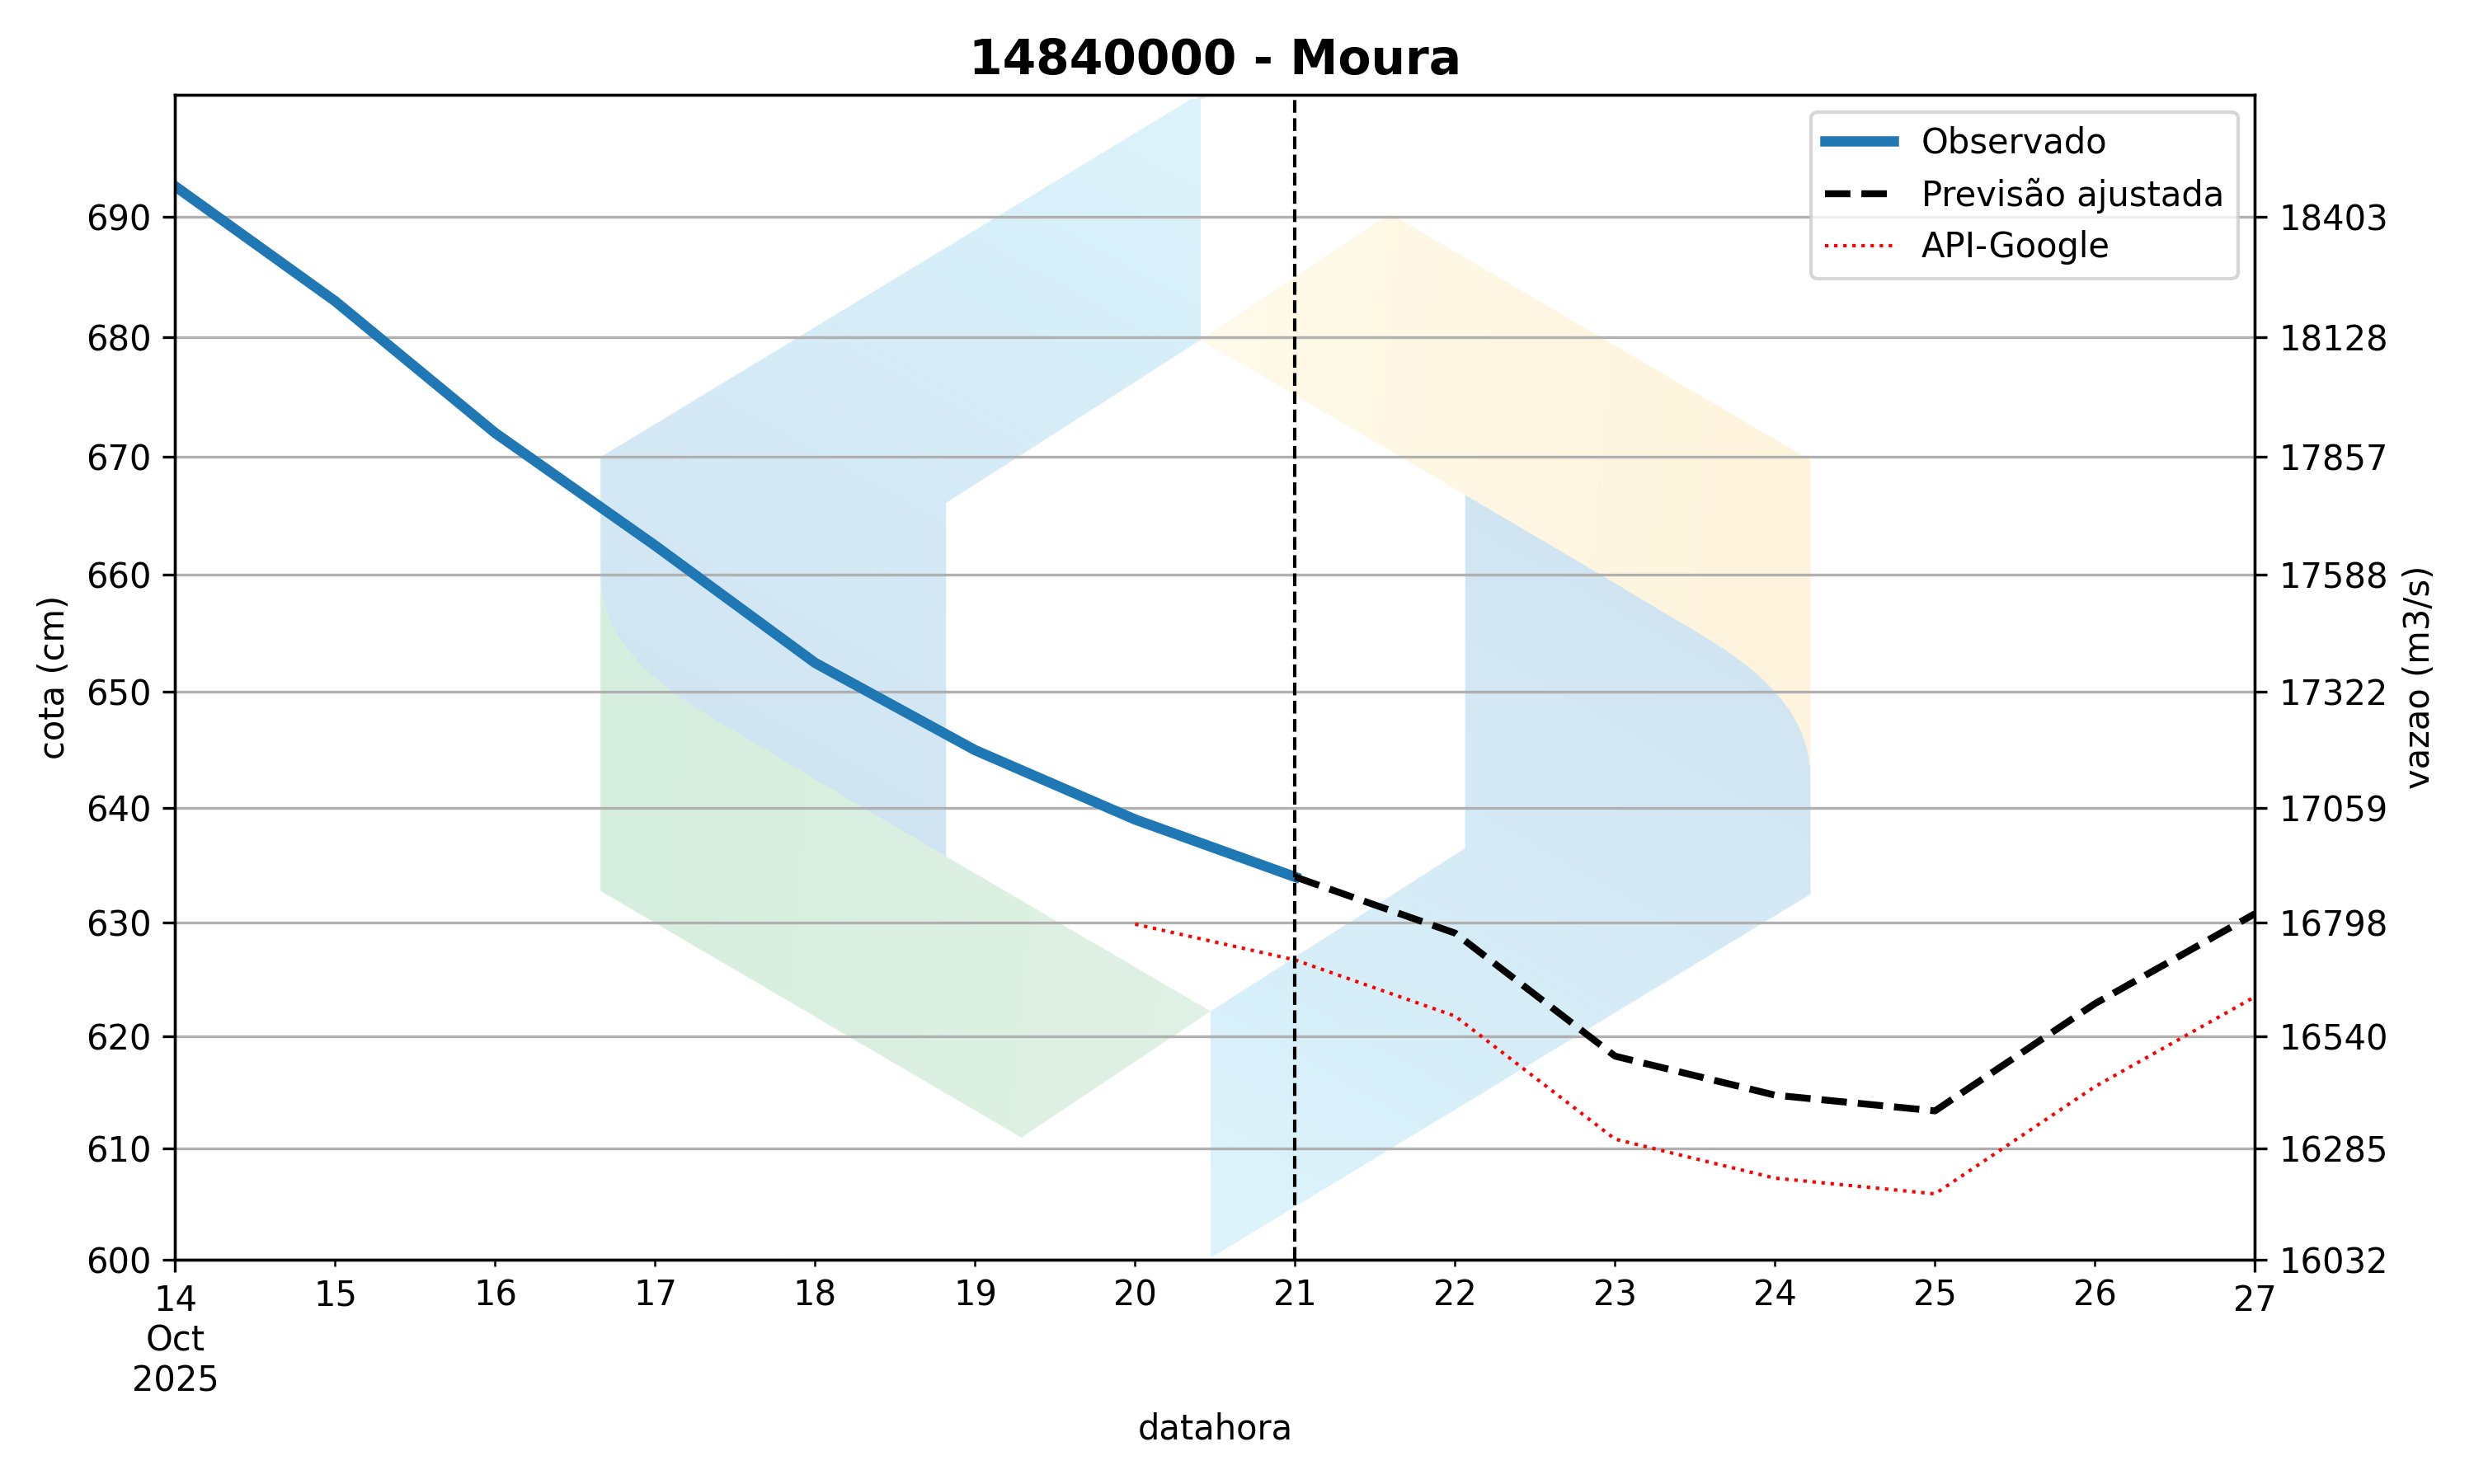 14840000 - Moura
Observado
Previsão ajustada
API-Google
690
680
670
660
650
640
630
620
610
600
cota (cm)
18403
18128
17857
17588
17322
17059
16798
16540
16285
16032
vazao (m3/s)
14 15 16 17 18 19 20 21 22 23 24 25 26 27
Oct
2025
datahora